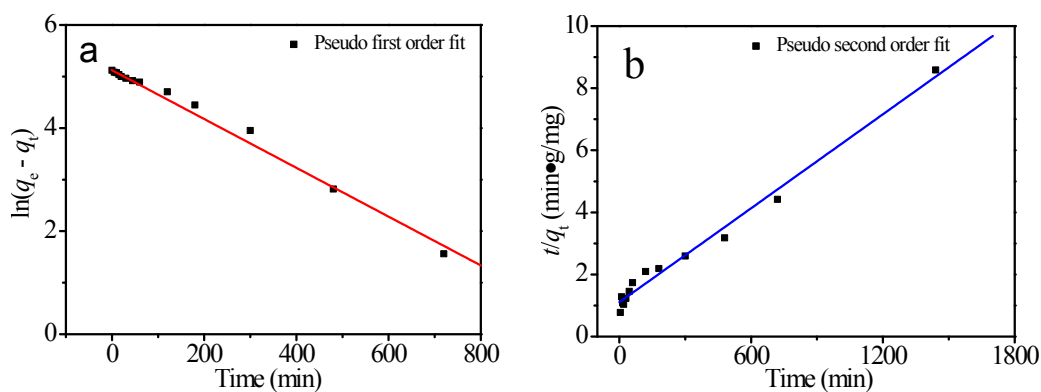 a
Pseudo first order fit
ln(qe - qt)
6
4
2
0
0 200 400 600 800
Time (min)
b
Pseudo second order fit
t/qt (min●g/mg)
10
8
6
4
2
0
0 600 1200 1800
Time (min)